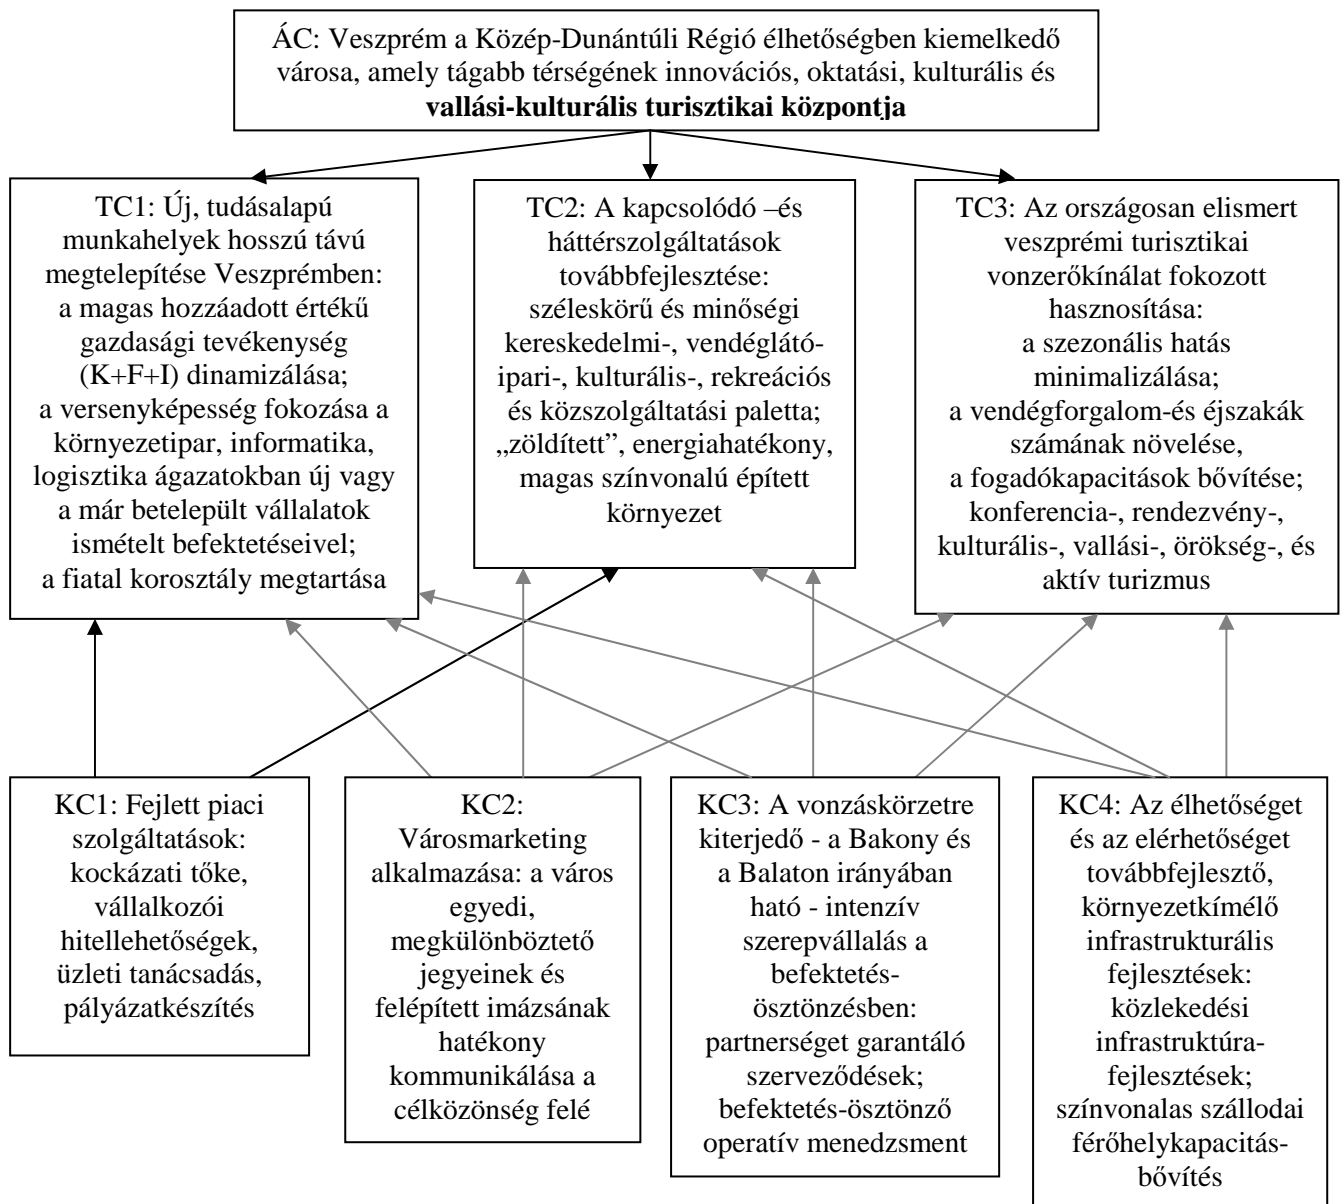 ÁC: Veszprém a Közép-Dunántúli Régió élhetőségben kiemelkedő
városa, amely tágabb térségének innovációs, oktatási, kulturális és
vallási-kulturális turisztikai központja
TC1: Új, tudásalapú
munkahelyek hosszú távú
megtelepítése Veszprémben:
a magas hozzáadott értékű
gazdasági tevékenység
(K+F+I) dinamizálása;
a versenyképesség fokozása a
környezetipar, informatika,
logisztika ágazatokban új vagy
a már betelepült vállalatok
ismételt befektetéseivel;
a fiatal korosztály megtartása
TC2: A kapcsolódó –és
háttérszolgáltatások
továbbfejlesztése:
széleskörű és minőségi
kereskedelmi-, vendéglátó-
ipari-, kulturális-, rekreációs
és közszolgáltatási paletta;
„zöldített”, energiahatékony,
magas színvonalú épített
környezet
TC3: Az országosan elismert
veszprémi turisztikai
vonzerőkínálat fokozott
hasznosítása:
a szezonális hatás
minimalizálása;
a vendégforgalom-és éjszakák
számának növelése,
a fogadókapacitások bővítése;
konferencia-, rendezvény-,
kulturális-, vallási-, örökség-, és
aktív turizmus
KC1: Fejlett piaci
szolgáltatások:
kockázati tőke,
vállalkozói
hitellehetőségek,
üzleti tanácsadás,
pályázatkészítés
KC2:
Városmarketing
alkalmazása: a város
egyedi,
megkülönböztető
jegyeinek és
felépített imázsának
hatékony
kommunikálása a
célközönség felé
KC3: A vonzáskörzetre
kiterjedő - a Bakony és
a Balaton irányában
ható - intenzív
szerepvállalás a
befektetés-
ösztönzésben:
partnerséget garantáló
szerveződések;
befektetés-ösztönző
operatív menedzsment
KC4: Az élhetőséget
és az elérhetőséget
továbbfejlesztő,
környezetkímélő
infrastrukturális
fejlesztések:
közlekedési
infrastruktúra-
fejlesztések;
színvonalas szállodai
férőhelykapacitás-
bővítés